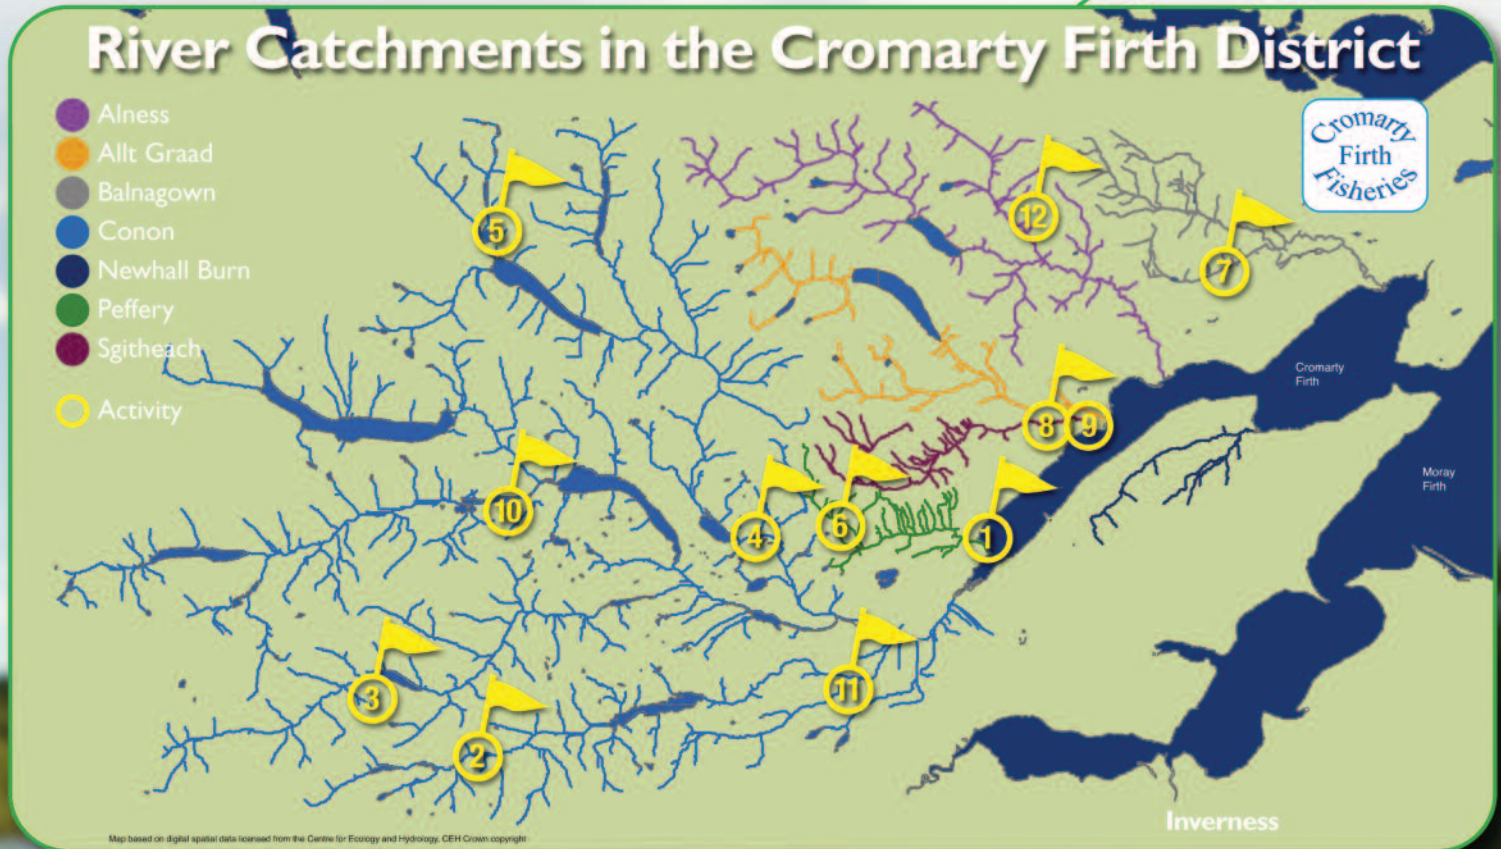 River Catchments in the Cromarty Firth District
Alness
Allt Graad
Balnagown
Conon
Newhall Burn
Peffery
Sgitheach
Activity
Cromarty
Firth
Fisheries
5
12
7
8
9
10
4
6
1
3
2
11
Cromarty
Firth
Moray
Firth
Inverness
Map based on digital spatial data licensed from the Centre for Ecology and Hydrology, CEH Crown copyright